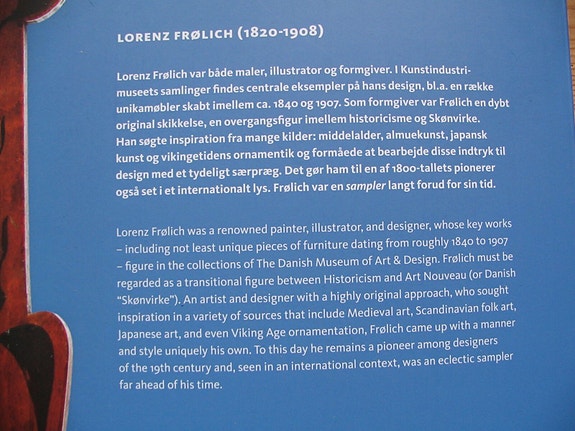 LORENZ FRØLICH (1820-1908)
Lorenz Frølich var både maler, illustrator og formgiver. I Kunstindustri-
museets samlinger findes centrale eksempler på hans design, bl.a. en række
unikamøbler skabt imellem ca. 1840 og 1907. Som formgiver var Frølich en dybt
original skikkelse, en overgangsfigur imellem historicisme og Skønvirke.
Han søgte inspiration fra mange kilder: middelalder, almuekunst, japansk
kunst og vikingetidens ornamentik og formåede at bearbejde disse indtryk til
design med et tydeligt særpræg. Det gør ham til en af 1800-tallets pionerer
også set i et internationalt lys. Frølich var en sampler langt forud for sin tid.
Lorenz Frølich was a renowned painter, illustrator, and designer, whose key works
– including not least unique pieces of furniture dating from roughly 1840 to 1907
– figure in the collections of The Danish Museum of Art & Design. Frølich must be
regarded as a transitional figure between Historicism and Art Nouveau (or Danish
“Skønvirke”). An artist and designer with a highly original approach, who sought
inspiration in a variety of sources that include Medieval art, Scandinavian folk art,
Japanese art, and even Viking Age ornamentation, Frølich came up with a manner
and style uniquely his own. To this day he remains a pioneer among designers
of the 19th century and, seen in an international context, was an eclectic sampler
far ahead of his time.